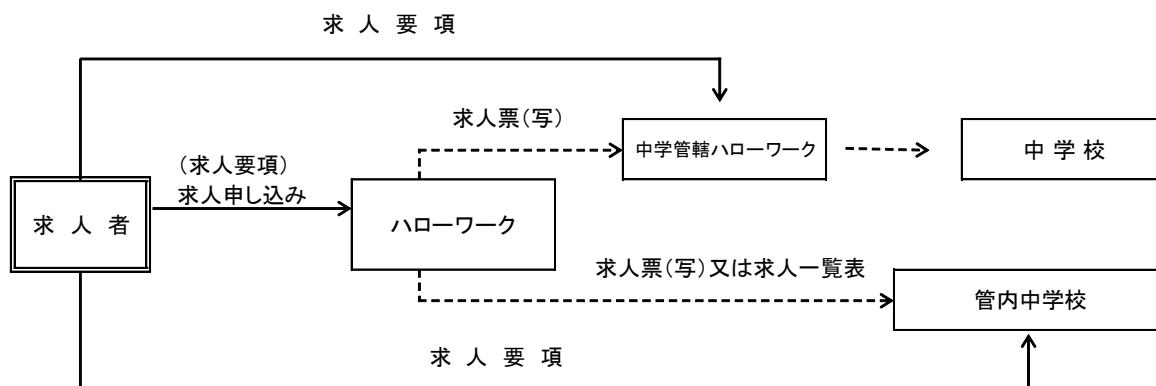 求 人 要 項
求人票(写)
中学管轄ハローワーク
中 学 校
(求人要項)
求人申し込み
求 人 者
ハローワーク
求人票(写)又は求人一覧表
管内中学校
求 人 要 項